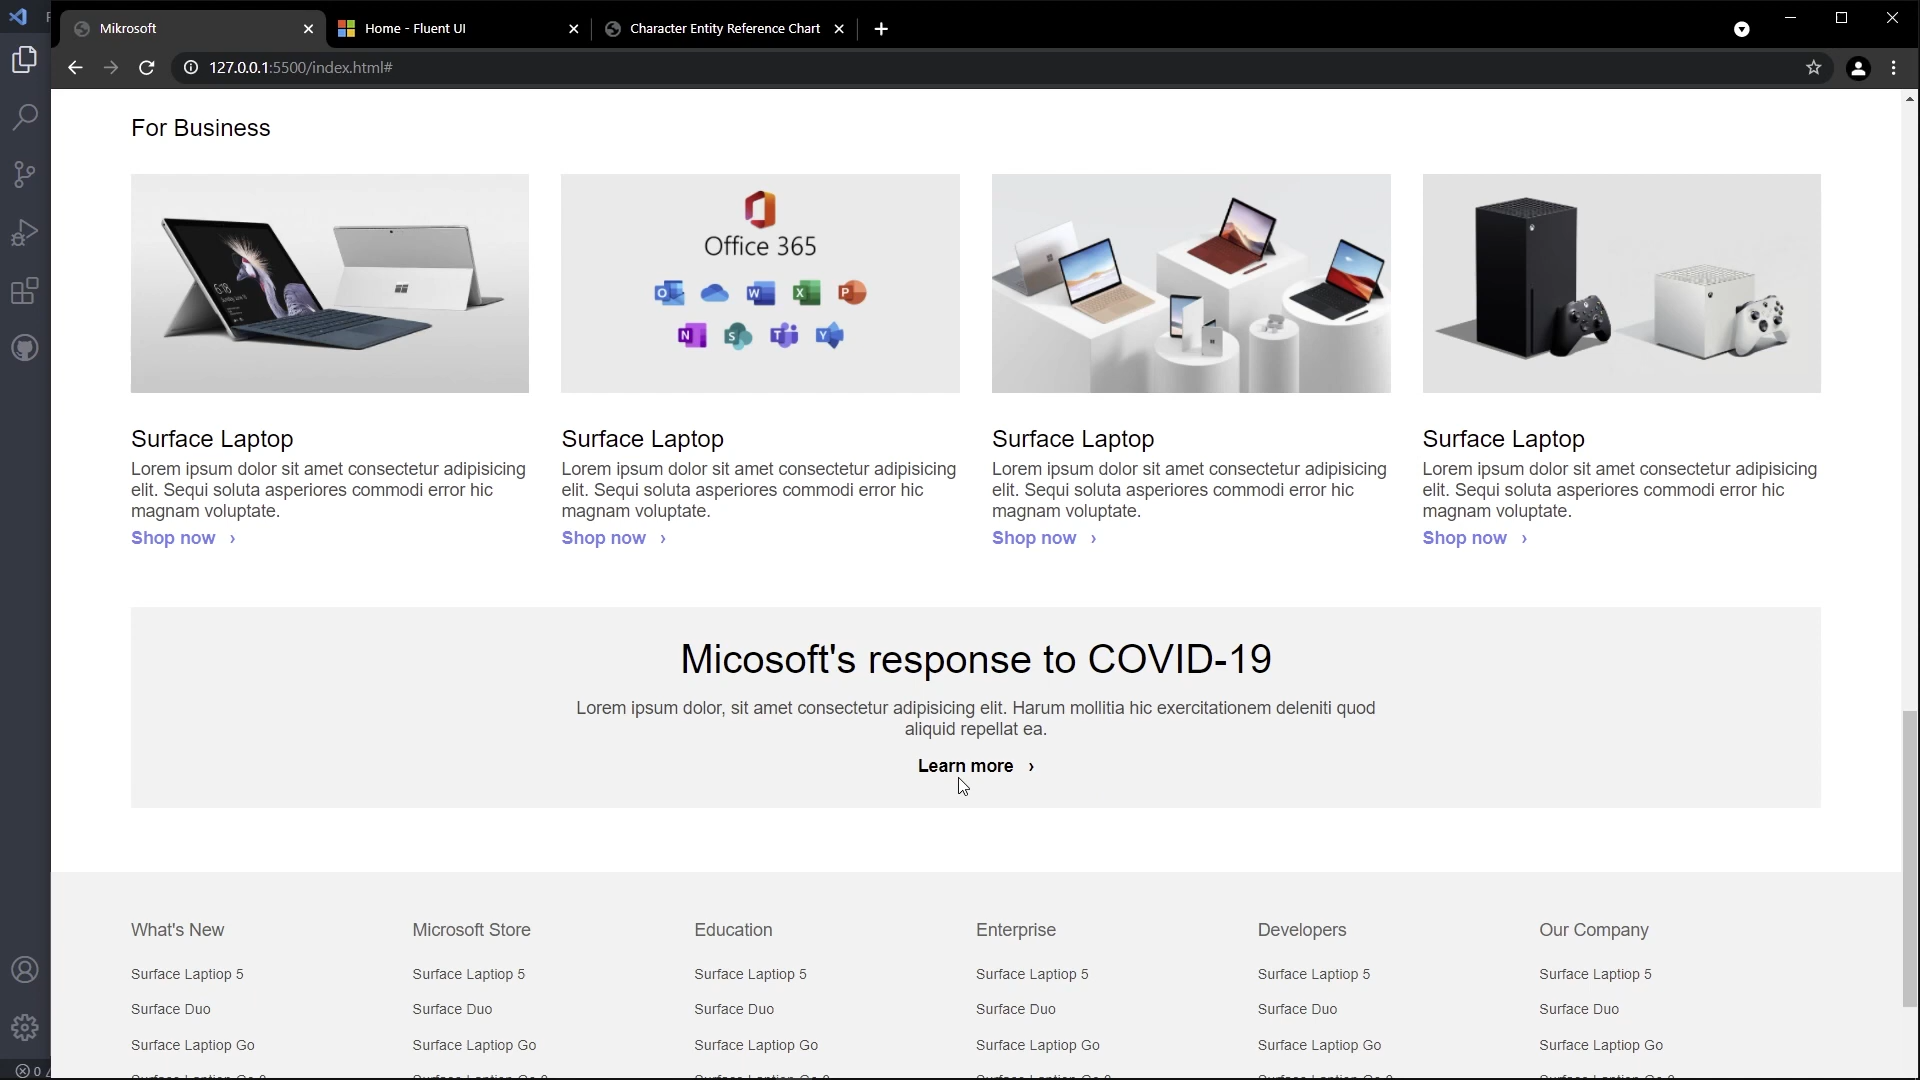 Mikrosoft
Home - Fluent UI
Character Entity Reference Chart
127.0.0.1:5500/index.html#
For Business
6:18
Office 365
O W X P
N S T Y
Surface Laptop
Lorem ipsum dolor sit amet consectetur adipisicing
elit. Sequi soluta asperiores commodi error hic
magnam voluptate.
Shop now ›
Surface Laptop
Lorem ipsum dolor sit amet consectetur adipisicing
elit. Sequi soluta asperiores commodi error hic
magnam voluptate.
Shop now ›
Surface Laptop
Lorem ipsum dolor sit amet consectetur adipisicing
elit. Sequi soluta asperiores commodi error hic
magnam voluptate.
Shop now ›
Surface Laptop
Lorem ipsum dolor sit amet consectetur adipisicing
elit. Sequi soluta asperiores commodi error hic
magnam voluptate.
Shop now ›
Micosoft's response to COVID-19
Lorem ipsum dolor, sit amet consectetur adipisicing elit. Harum mollitia hic exercitationem deleniti quod
aliquid repellat ea.
Learn more ›
What's New Microsoft Store Education Enterprise Developers Our Company
Surface Laptiop 5 Surface Laptiop 5 Surface Laptiop 5 Surface Laptiop 5 Surface Laptiop 5 Surface Laptiop 5
Surface Duo Surface Duo Surface Duo Surface Duo Surface Duo Surface Duo
Surface Laptiop Go Surface Laptiop Go Surface Laptiop Go Surface Laptiop Go Surface Laptiop Go Surface Laptiop Go
0